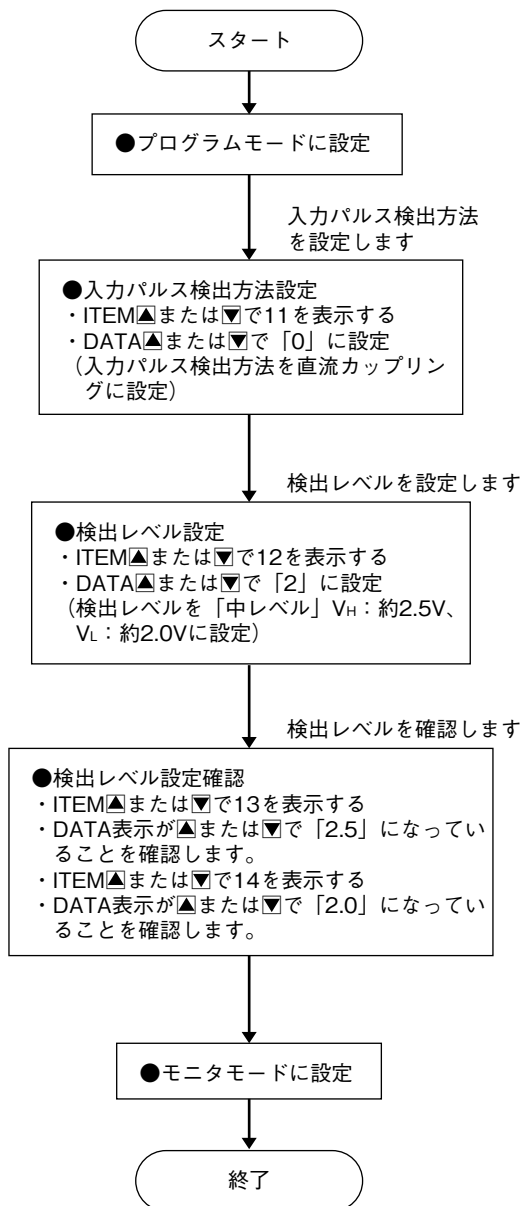 スタート
●プログラムモードに設定
入力パルス検出方法
を設定します
●入力パルス検出方法設定
・ITEM▲または▼で11を表示する
・DATA▲または▼で「0」に設定
（入力パルス検出方法を直流カップリン
グに設定）
検出レベルを設定します
●検出レベル設定
・ITEM▲または▼で12を表示する
・DATA▲または▼で「2」に設定
（検出レベルを「中レベル」VH：約2.5V、
VL：約2.0Vに設定）
検出レベルを確認します
●検出レベル設定確認
・ITEM▲または▼で13を表示する
・DATA表示が▲または▼で「2.5」になってい
ることを確認します。
・ITEM▲または▼で14を表示する
・DATA表示が▲または▼で「2.0」になってい
ることを確認します。
●モニタモードに設定
終了